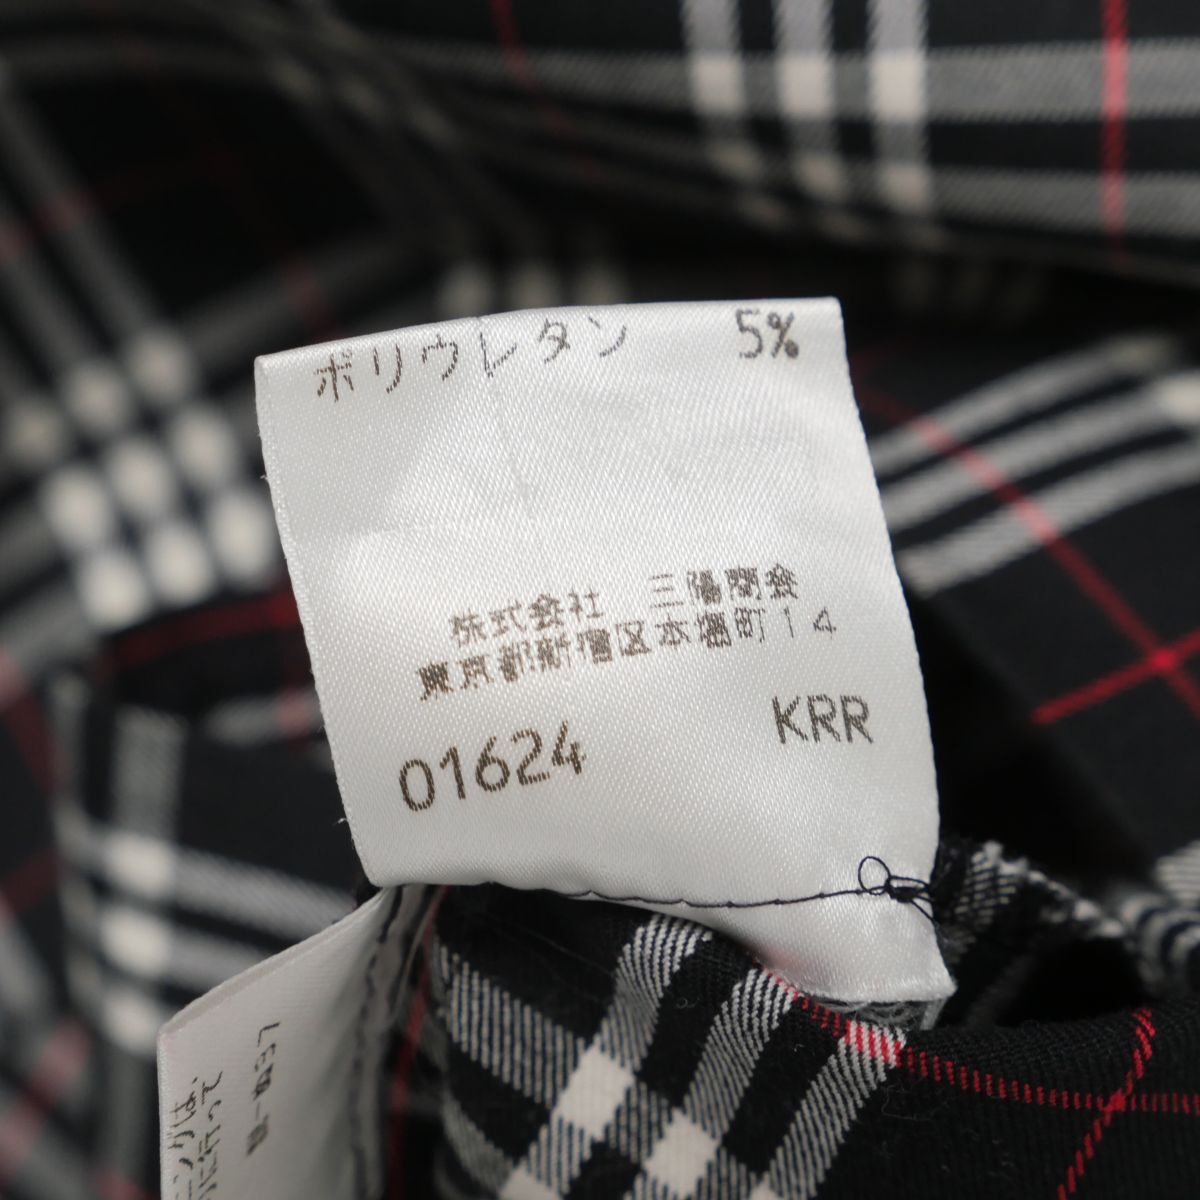 ポリウレタン 5%
株式会社 三陽商会
東京都新宿区本塩町14
01624 KRR